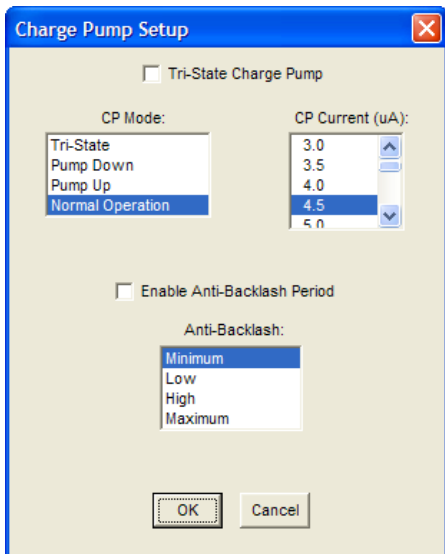 Charge Pump Setup
Tri-State Charge Pump
CP Mode:
Tri-State
Pump Down
Pump Up
Normal Operation
CP Current (uA):
3.0
3.5
4.0
4.5
5.0
Enable Anti-Backlash Period
Anti-Backlash:
Minimum
Low
High
Maximum
OK
Cancel